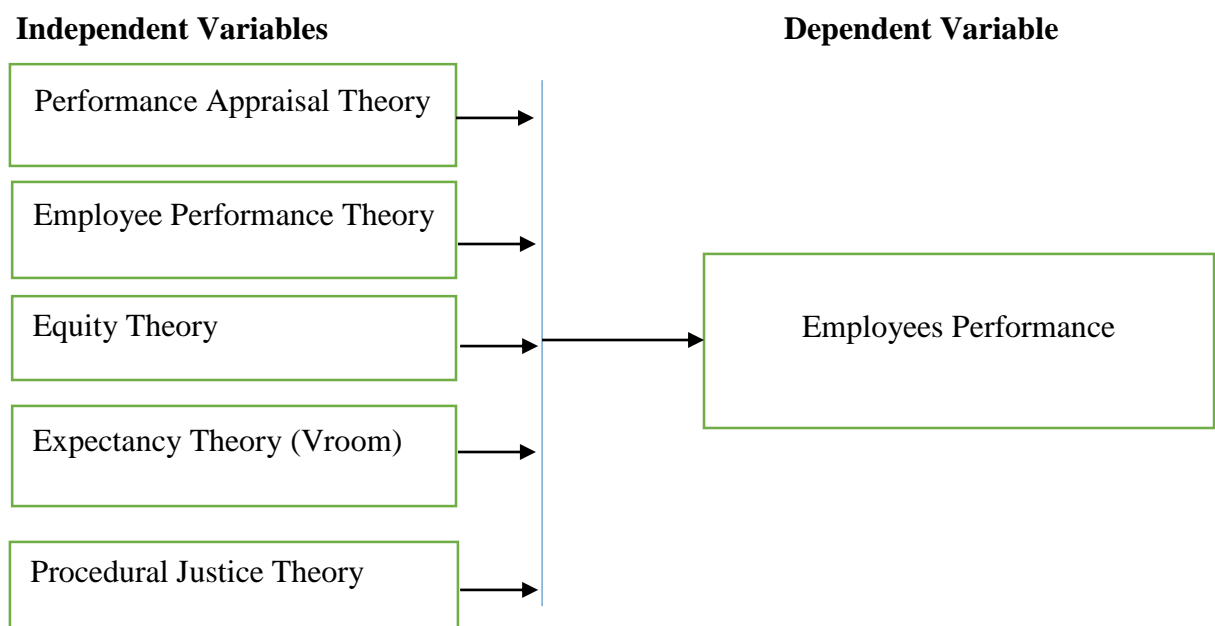 Independent Variables
Dependent Variable
Performance Appraisal Theory
Employee Performance Theory
Equity Theory
Employees Performance
Expectancy Theory (Vroom)
Procedural Justice Theory